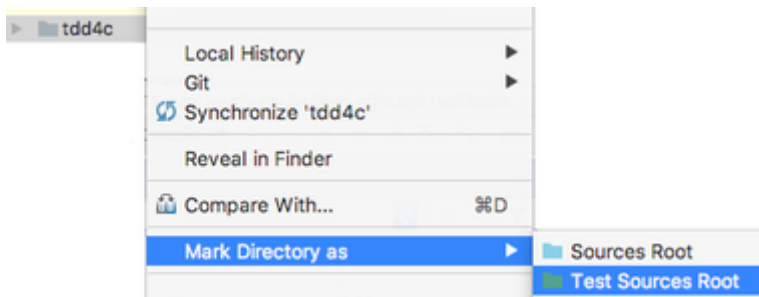 tdd4c
Local History
Git
Synchronize 'tdd4c'
Reveal in Finder
Compare With... ⌘D
Mark Directory as
Sources Root
Test Sources Root